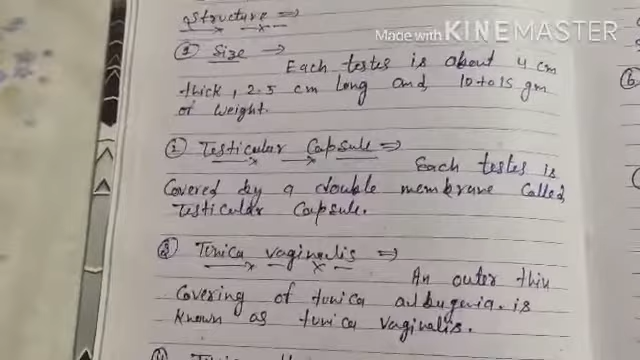 Made with KINEMASTER
Structure ⇒
① Size →
Each testes is about 4 cm
thick, 2.5 cm long and 10 to 15 gm
of weight.
② Testicular Capsule ⇒
Each testes is
Covered by a double membrane called
Testicular Capsule.
③ Tunica vaginalis ⇒
An outer thin
Covering of tunica albugenia is
known as tunica vaginalis.